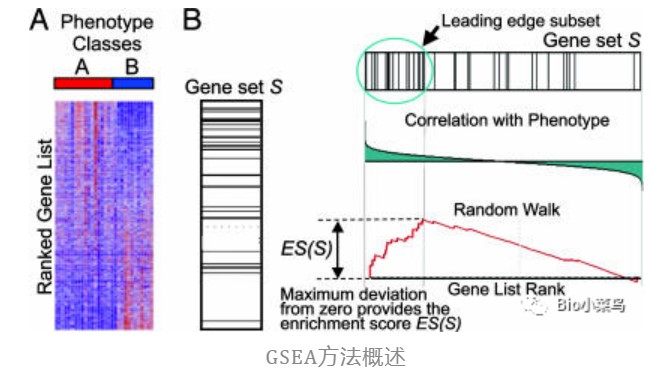 A
Phenotype
Classes
A B
Ranked Gene List
B
Gene set S
Leading edge subset
Gene set S
Correlation with Phenotype
Random Walk
ES(S)
Gene List Rank
Maximum deviation
from zero provides the
enrichment score ES(S)
Bio小菜鸟
GSEA方法概述